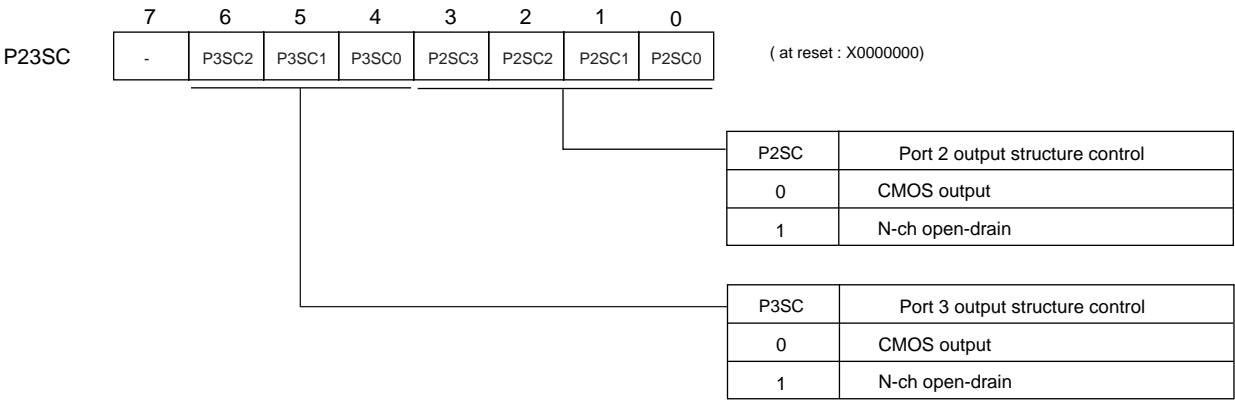 7 6 5 4 3 2 1 0
P23SC - P3SC2 P3SC1 P3SC0 P2SC3 P2SC2 P2SC1 P2SC0 ( at reset : X0000000)
P2SC Port 2 output structure control
0 CMOS output
1 N-ch open-drain
P3SC Port 3 output structure control
0 CMOS output
1 N-ch open-drain